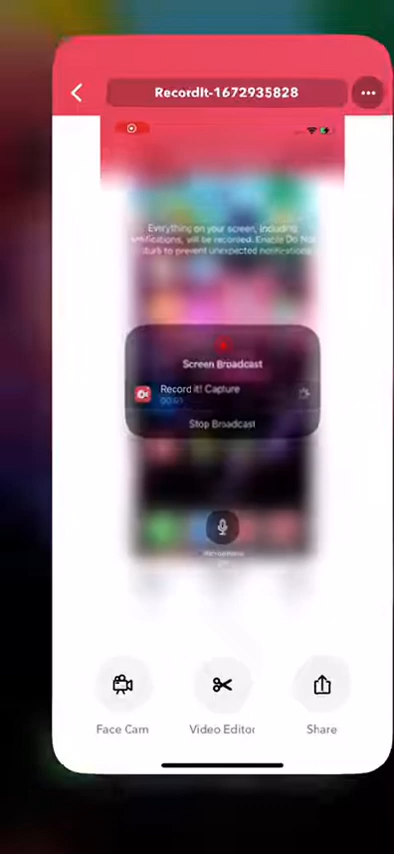 RecordIt-1672935828
Everything on your screen, including
notifications, will be recorded. Enable Do Not
Disturb to prevent unexpected notifications.
Screen Broadcast
Record it! Capture
Stop Broadcast
Face Cam
Video Editor
Share